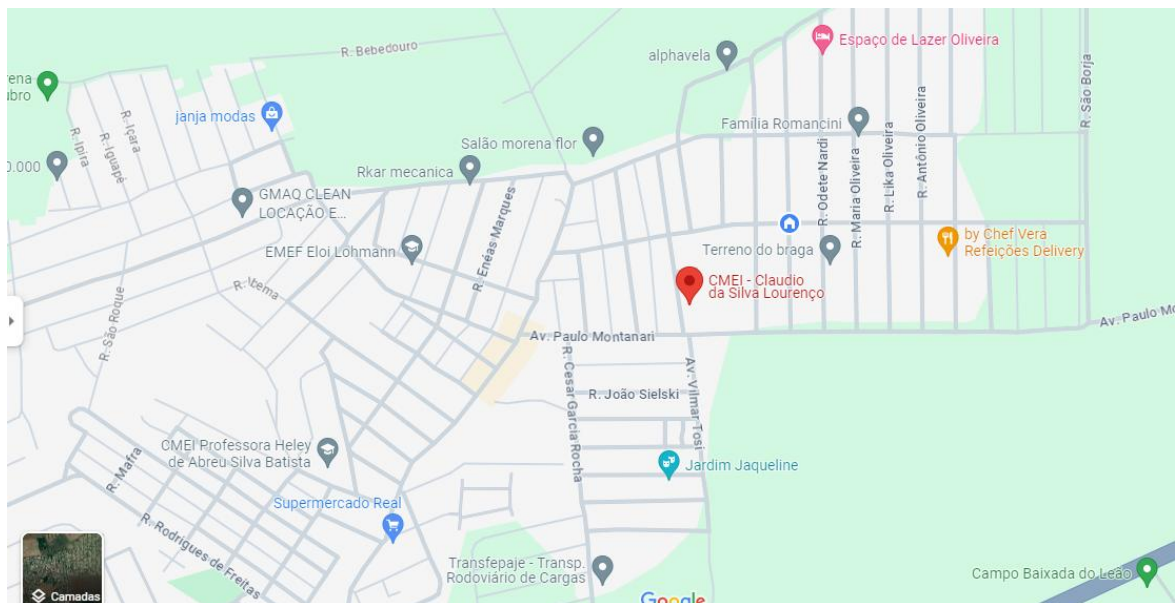 R. Bebedouro
Espaço de Lazer Oliveira
alphavela
rena
ubro
R. São Borja
janja modas
R. Içara
R. Ipira
R. Iguapé
Família Romancini
R. Odete Nardi
R. Maria Oliveira
R. Lika Oliveira
R. Antônio Oliveira
Salão morena flor
0.000
Rkar mecanica
GMAQ CLEAN
LOCAÇÃO E...
R. Enéas Marques
EMEF Eloi Lohmann
Terreno do braga
by Chef Vera
Refeições Delivery
R. Itema
CMEI - Claudio
da Silva Lourenço
R. São Roque
Av. Paulo Montanari
Av. Paulo Mo
R. Cesar Garcia Rocha
Av. Vilmar Tosi
R. João Sielski
CMEI Professora Heley
de Abreu Silva Batista
R. Mafra
Jardim Jaqueline
Supermercado Real
R. Rodrigues de Freitas
Transfepaje - Transp.
Rodoviário de Cargas
Campo Baixada do Leão
Camadas
Google